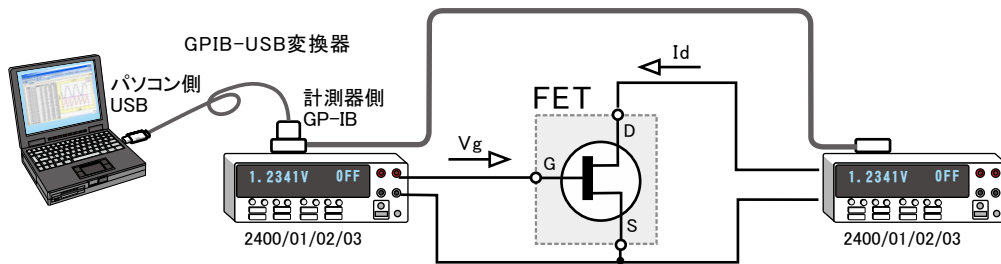 GPIB-USB変換器
パソコン側
USB
計測器側
GP-IB
Id
FET
D
Vg
G
S
1.2341V OFF
2400/01/02/03
1.2341V OFF
2400/01/02/03